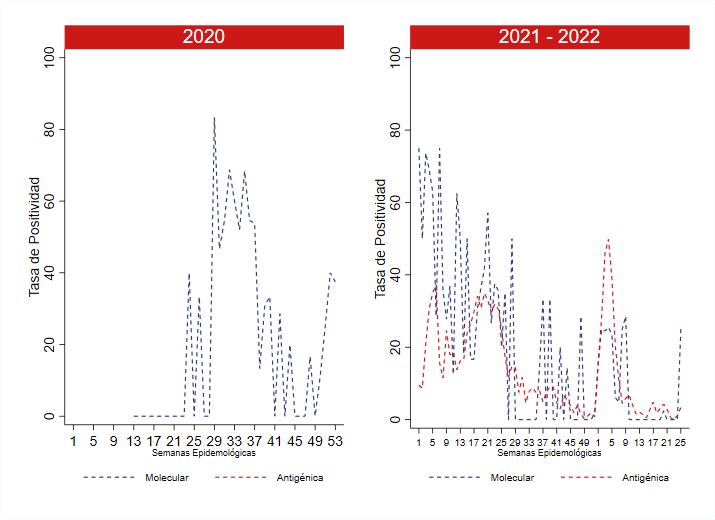 2020
Tasa de Positividad
100
80
60
40
20
0
1 5 9 13 17 21 25 29 33 37 41 45 49 53
Semanas Epidemológicas
Molecular Antigénica
2021 - 2022
Tasa de Positividad
100
80
60
40
20
0
1 5 9 13 17 21 25 29 33 37 41 45 49 1 5 9 13 17 21 25
Semanas Epidemológicas
Molecular Antigénica